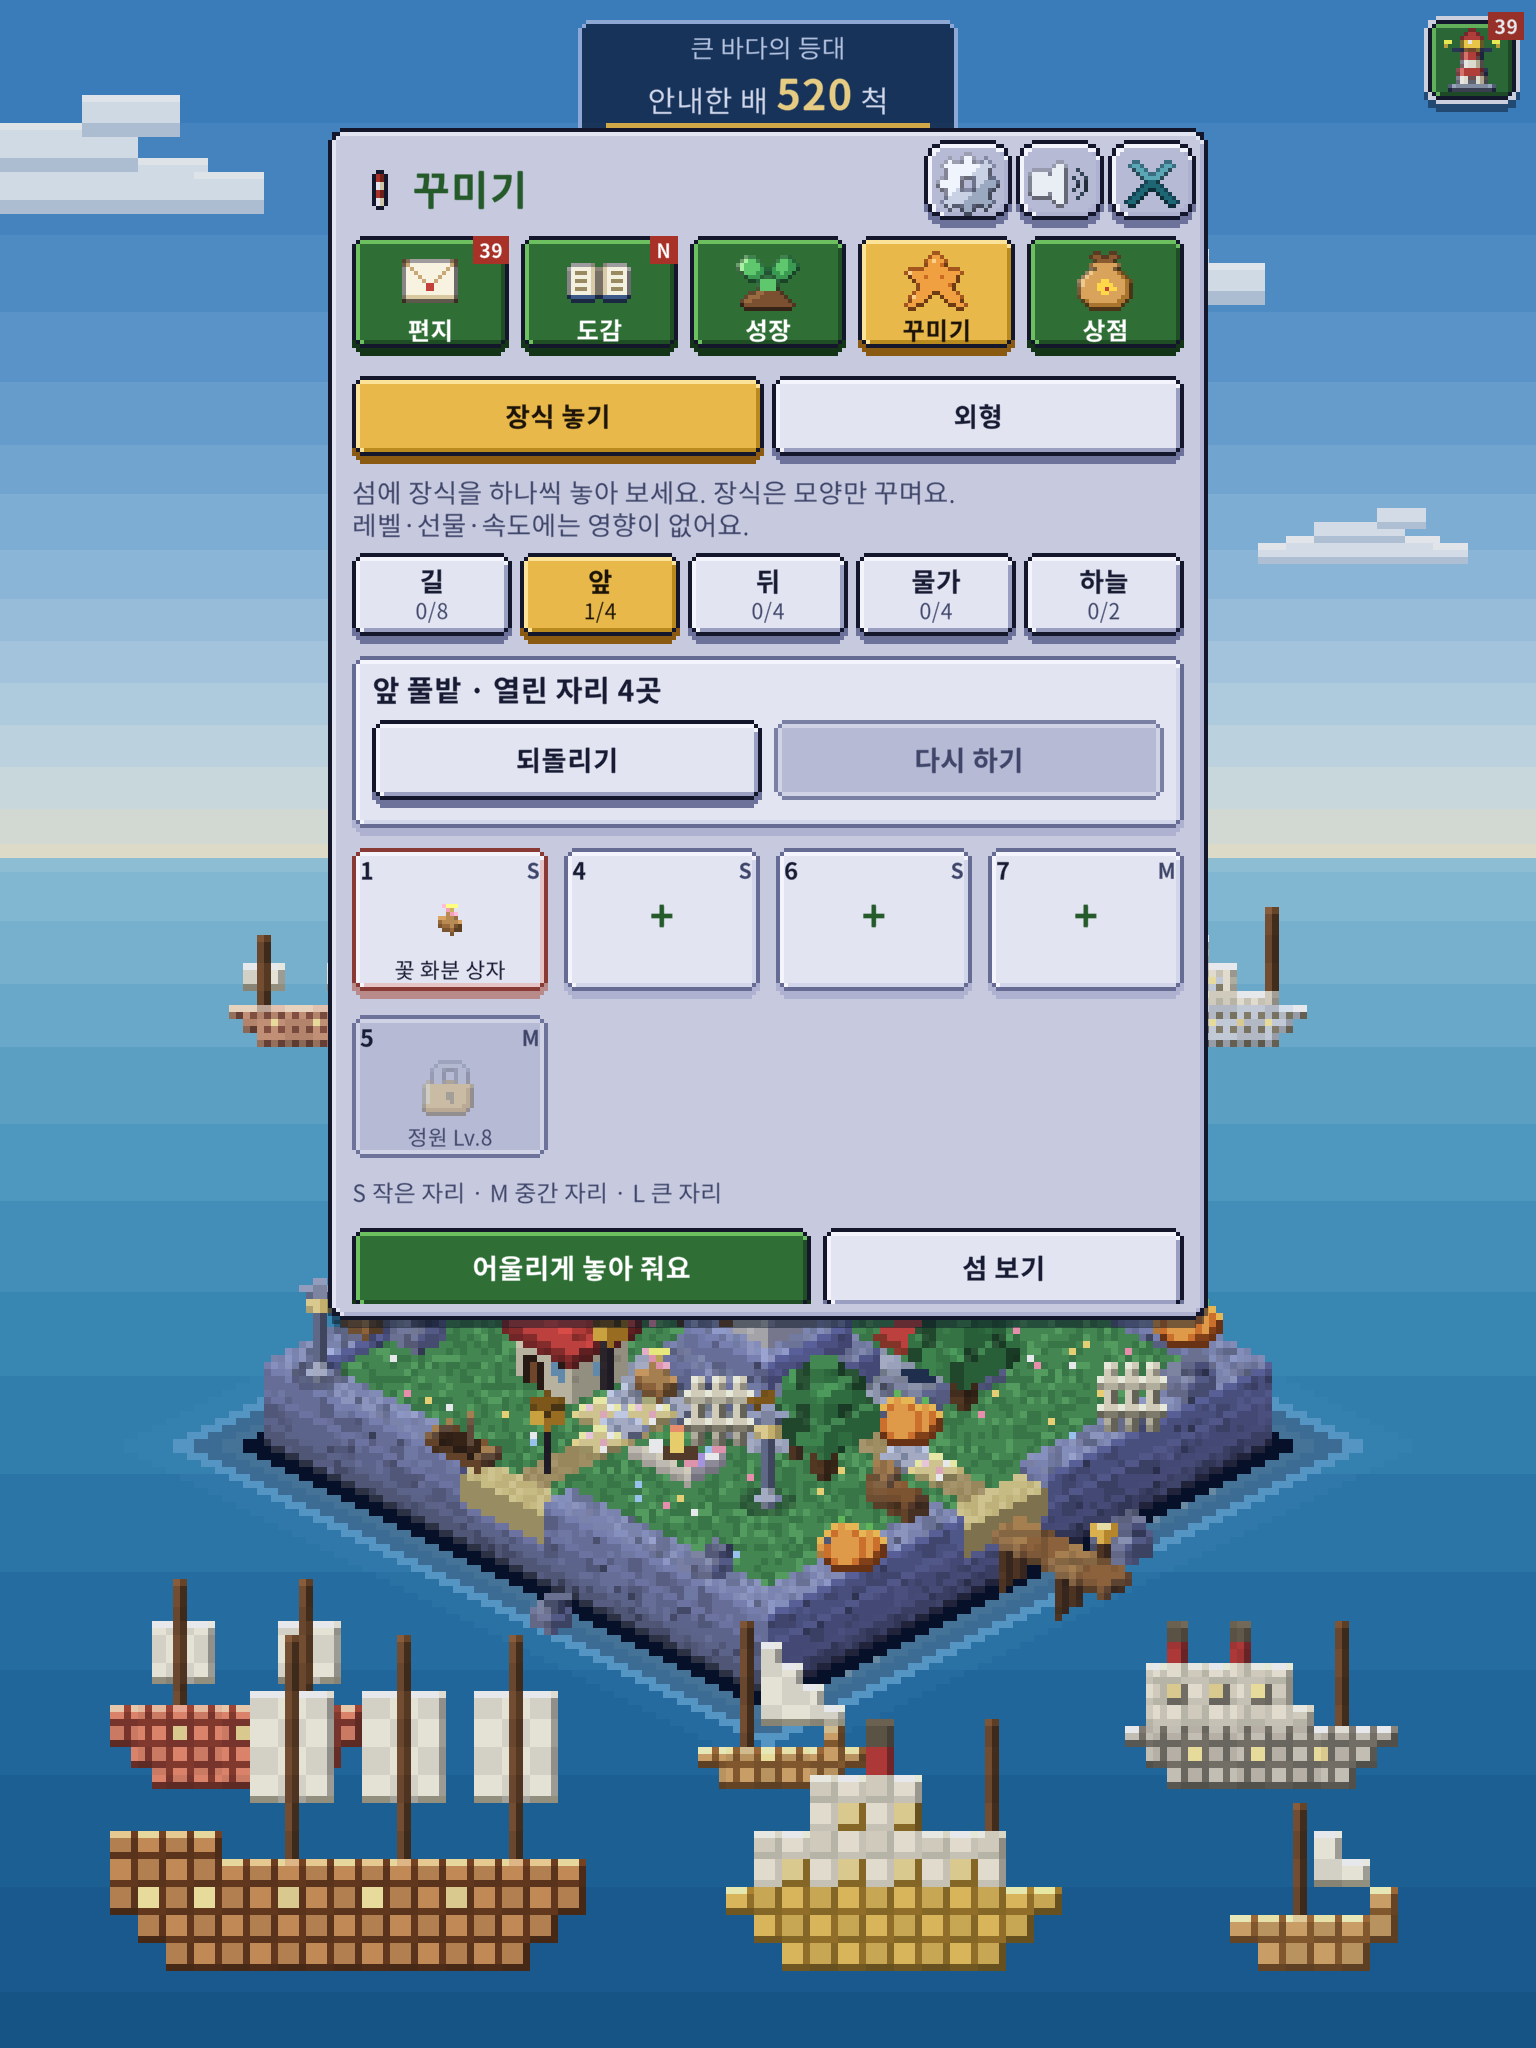 큰 바다의 등대
안내한 배 520 척
39
꾸미기
39
편지
N
도감
성장
꾸미기
상점
장식 놓기
외형
섬에 장식을 하나씩 놓아 보세요. 장식은 모양만 꾸며요.
레벨·선물·속도에는 영향이 없어요.
길
0/8
앞
1/4
뒤
0/4
물가
0/4
하늘
0/2
앞 풀밭 · 열린 자리 4곳
되돌리기
다시 하기
1 S
꽃 화분 상자
4 S
+
6 S
+
7 M
+
5 M
정원 Lv.8
S 작은 자리 · M 중간 자리 · L 큰 자리
어울리게 놓아 줘요
섬 보기